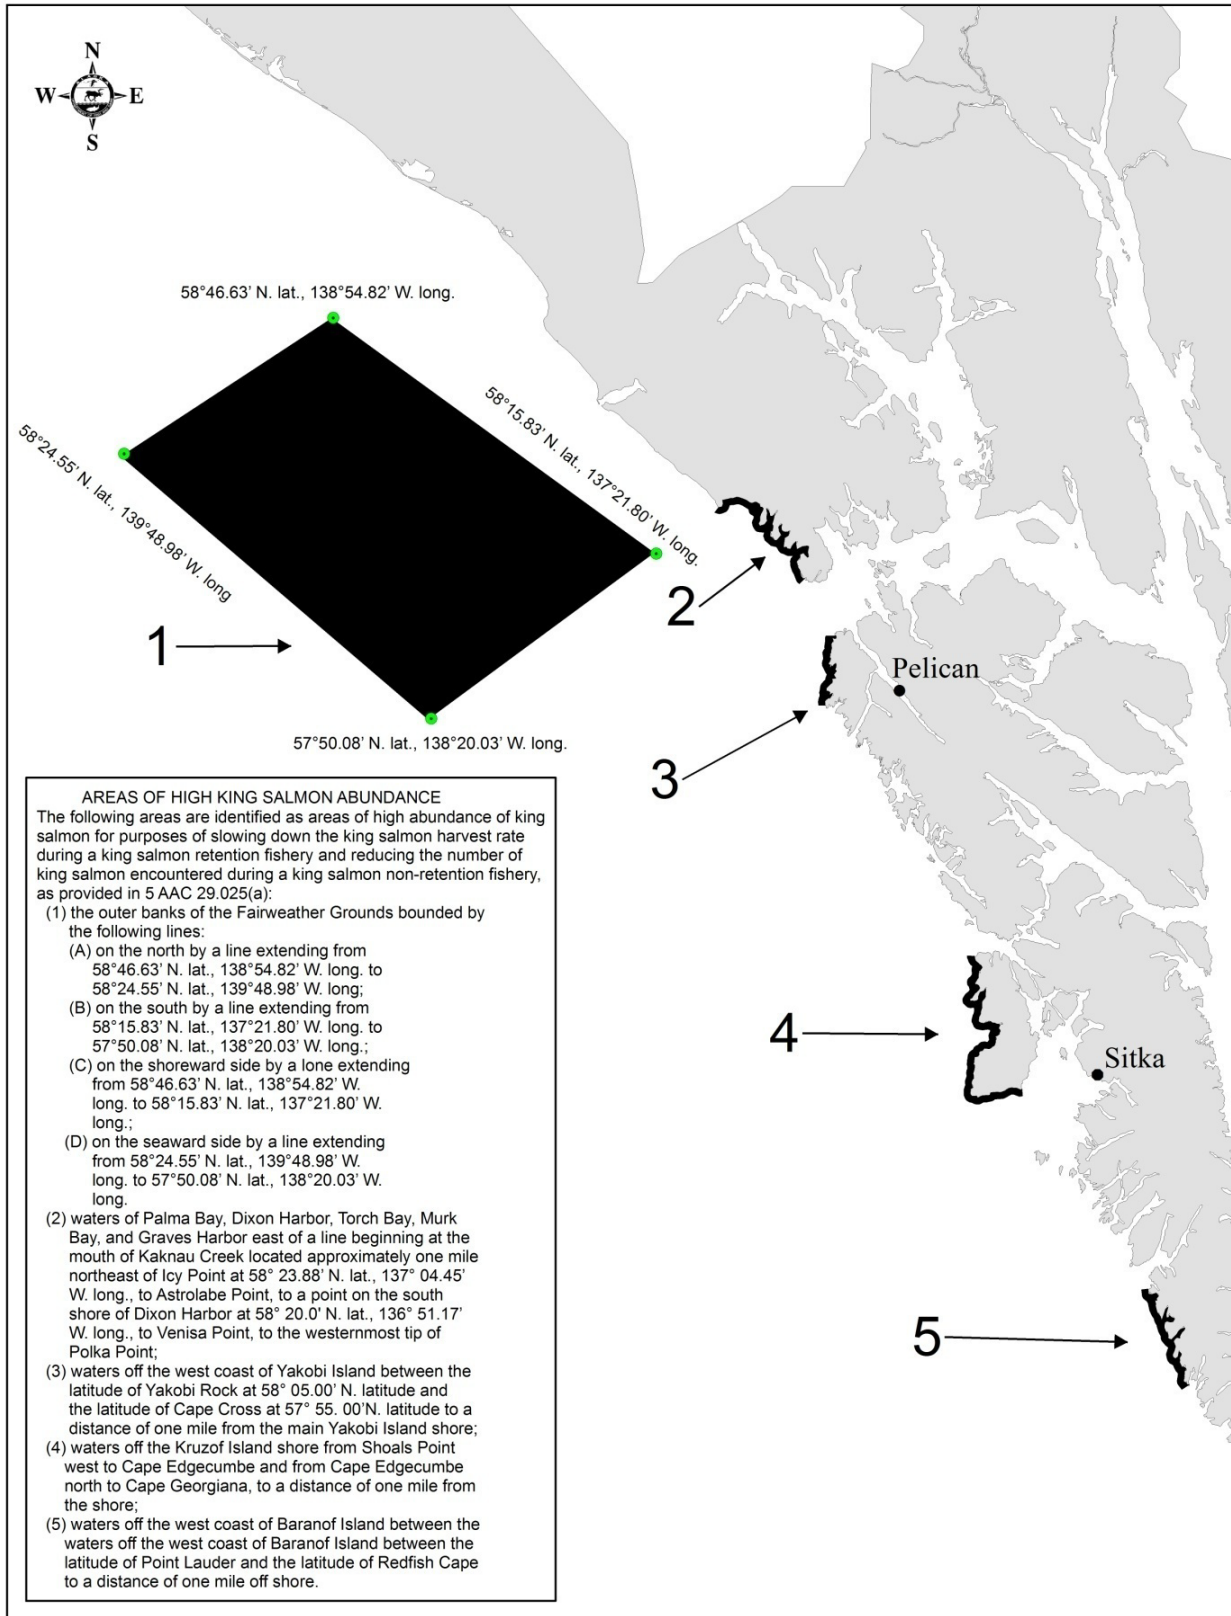 N
W E
S
58°46.63' N. lat., 138°54.82' W. long.
58°15.83' N. lat., 137°21.80' W. long.
58°24.55' N. lat., 139°48.98' W. long
1
57°50.08' N. lat., 138°20.03' W. long.
2
Pelican
3
4
Sitka
5
AREAS OF HIGH KING SALMON ABUNDANCE
The following areas are identified as areas of high abundance of king
salmon for purposes of slowing down the king salmon harvest rate
during a king salmon retention fishery and reducing the number of
king salmon encountered during a king salmon non-retention fishery,
as provided in 5 AAC 29.025(a):
(1) the outer banks of the Fairweather Grounds bounded by
the following lines:
(A) on the north by a line extending from
58°46.63' N. lat., 138°54.82' W. long. to
58°24.55' N. lat., 139°48.98' W. long;
(B) on the south by a line extending from
58°15.83' N. lat., 137°21.80' W. long. to
57°50.08' N. lat., 138°20.03' W. long.;
(C) on the shoreward side by a lone extending
from 58°46.63' N. lat., 138°54.82' W.
long. to 58°15.83' N. lat., 137°21.80' W.
long.;
(D) on the seaward side by a line extending
from 58°24.55' N. lat., 139°48.98' W.
long. to 57°50.08' N. lat., 138°20.03' W.
long.
(2) waters of Palma Bay, Dixon Harbor, Torch Bay, Murk
Bay, and Graves Harbor east of a line beginning at the
mouth of Kaknau Creek located approximately one mile
northeast of Icy Point at 58° 23.88' N. lat., 137° 04.45'
W. long., to Astrolabe Point, to a point on the south
shore of Dixon Harbor at 58° 20.0' N. lat., 136° 51.17'
W. long., to Venisa Point, to the westernmost tip of
Polka Point;
(3) waters off the west coast of Yakobi Island between the
latitude of Yakobi Rock at 58° 05.00' N. latitude and
the latitude of Cape Cross at 57° 55. 00'N. latitude to a
distance of one mile from the main Yakobi Island shore;
(4) waters off the Kruzof Island shore from Shoals Point
west to Cape Edgecumbe and from Cape Edgecumbe
north to Cape Georgiana, to a distance of one mile from
the shore;
(5) waters off the west coast of Baranof Island between the
waters off the west coast of Baranof Island between the
latitude of Point Lauder and the latitude of Redfish Cape
to a distance of one mile off shore.